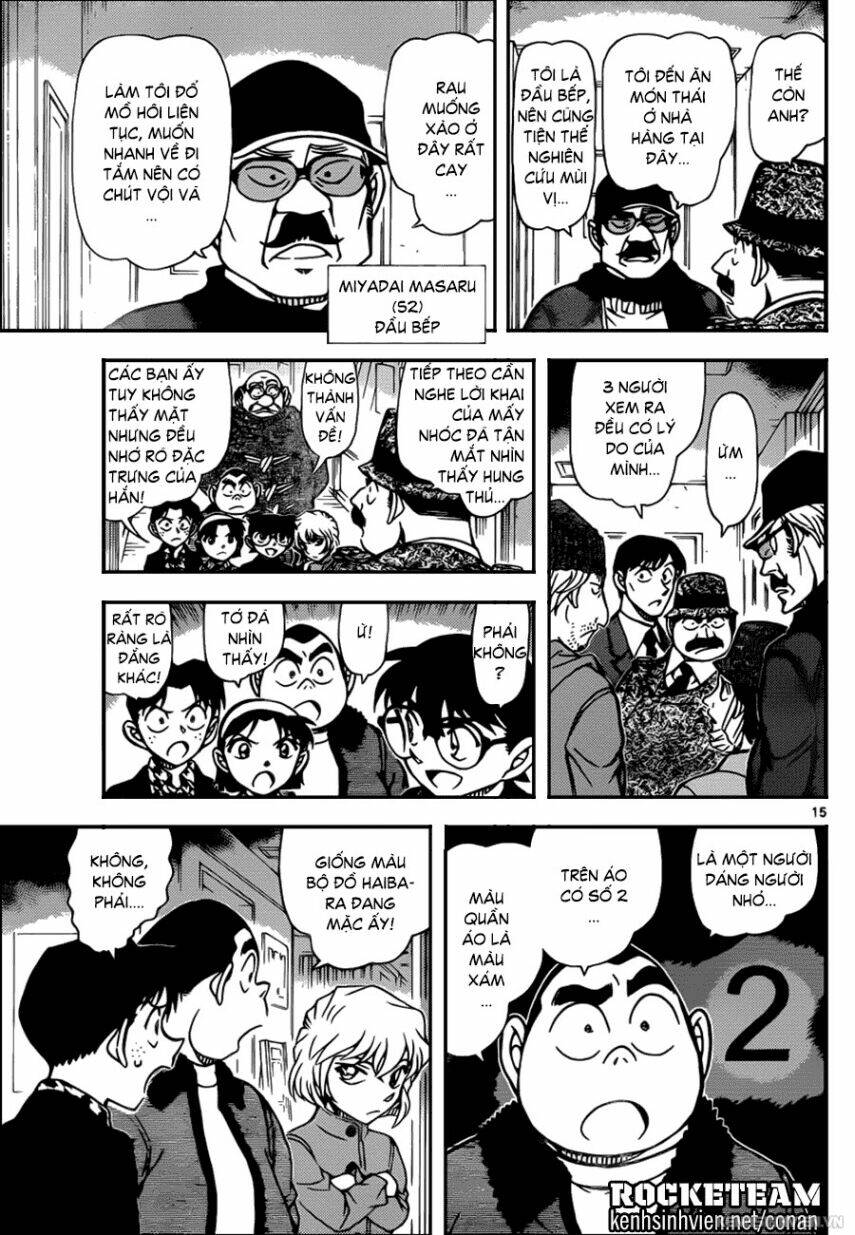 THẾ
CÒN
ANH?
TÔI ĐẾN ĂN
MÓN THÁI
Ở NHÀ
HÀNG TẠI
ĐÂY...
TÔI LÀ
ĐẦU BẾP,
NÊN CŨNG
TIỆN THỂ
NGHIÊN
CỨU MÙI
VỊ...
RAU
MUỐNG
XÀO Ở
ĐÂY RẤT
CAY
...
LÀM TÔI ĐỔ
MỒ HÔI LIÊN
TỤC, MUỐN
NHANH VỀ ĐI
TẮM NÊN CÓ
CHÚT VỘI VÃ
...
MIYADAI MASARU
(52)
ĐẦU BẾP
ỪM
...
3 NGƯỜI
XEM RA
ĐỀU CÓ LÝ
DO CỦA
MÌNH...
TIẾP THEO CẦN
NGHE LỜI KHAI
CỦA MẤY
NHÓC ĐÃ TẬN
MẮT NHÌN
THẤY HUNG
THỦ...
KHÔNG
THÀNH
VẤN
ĐỀ!
CÁC BẠN ẤY
TUY KHÔNG
THẤY MẶT
NHƯNG ĐỀU
NHỚ RÕ ĐẶC
TRƯNG CỦA
HẮN!
PHẢI
KHÔNG
?
Ừ!
TỚ ĐÃ
NHÌN
THẤY!
RẤT RÕ
RÀNG LÀ
ĐẰNG
KHÁC!
15
LÀ MỘT NGƯỜI
DÁNG NGƯỜI
NHỎ...
TRÊN ÁO
CÓ SỐ 2
...
MÀU
QUẦN
ÁO LÀ
MÀU
XÁM
...
2
GIỐNG MÀU
BỘ ĐỒ HAIBA-
RA ĐANG
MẶC ẤY!
KHÔNG,
KHÔNG
PHẢI....
ROCKETEAM
kenhsinhvien.net/conan